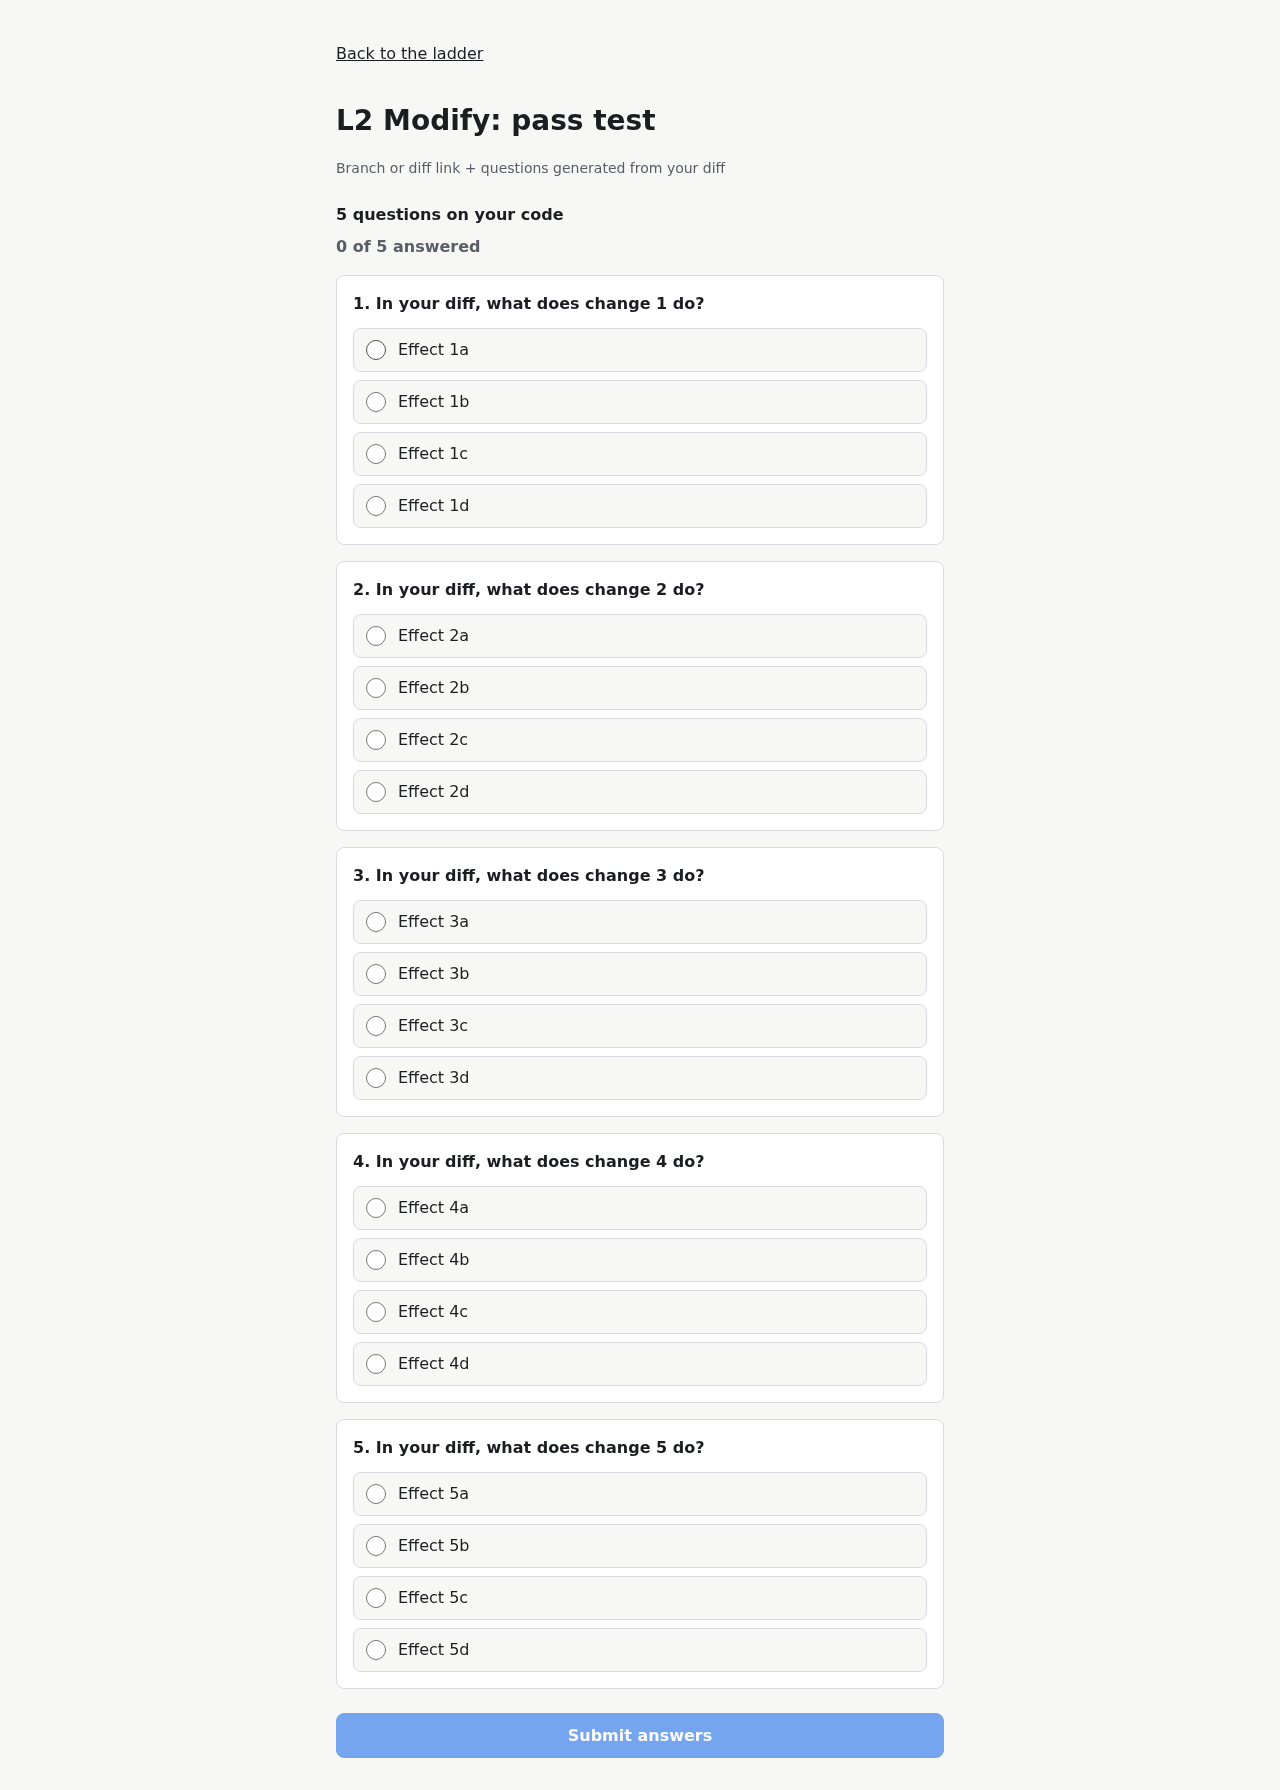 Back to the ladder
L2 Modify: pass test
Branch or diff link + questions generated from your diff
5 questions on your code
0 of 5 answered
1. In your diff, what does change 1 do?
Effect 1a
Effect 1b
Effect 1c
Effect 1d
2. In your diff, what does change 2 do?
Effect 2a
Effect 2b
Effect 2c
Effect 2d
3. In your diff, what does change 3 do?
Effect 3a
Effect 3b
Effect 3c
Effect 3d
4. In your diff, what does change 4 do?
Effect 4a
Effect 4b
Effect 4c
Effect 4d
5. In your diff, what does change 5 do?
Effect 5a
Effect 5b
Effect 5c
Effect 5d
Submit answers